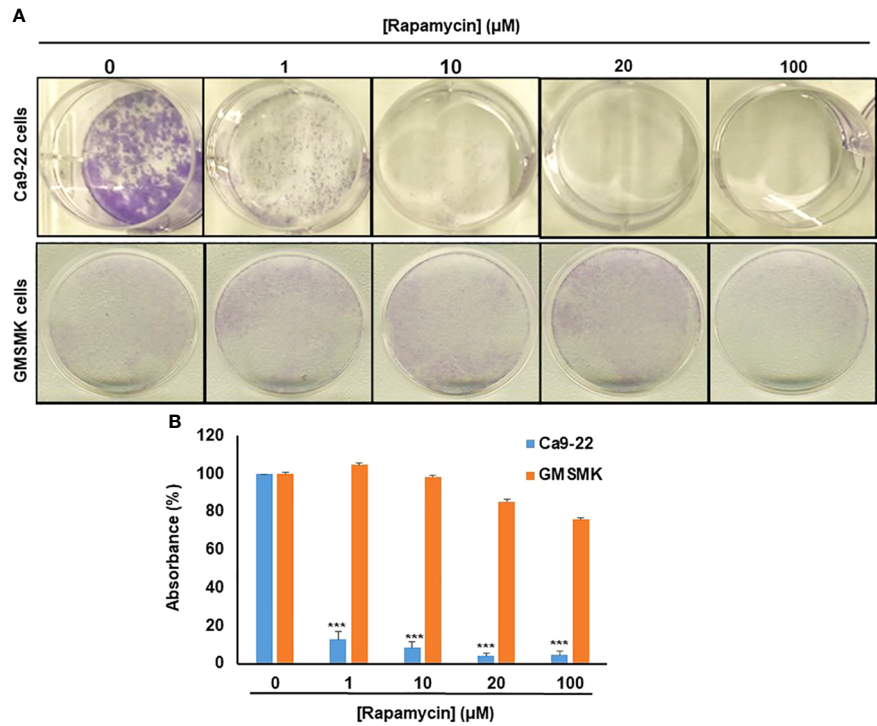 A
[Rapamycin] (µM)
0 1 10 20 100
Ca9-22 cells
GMSMK cells
B
120
100
80
60
40
20
0
Absorbance (%)
Ca9-22
GMSMK
*** *** *** ***
0 1 10 20 100
[Rapamycin] (µM)